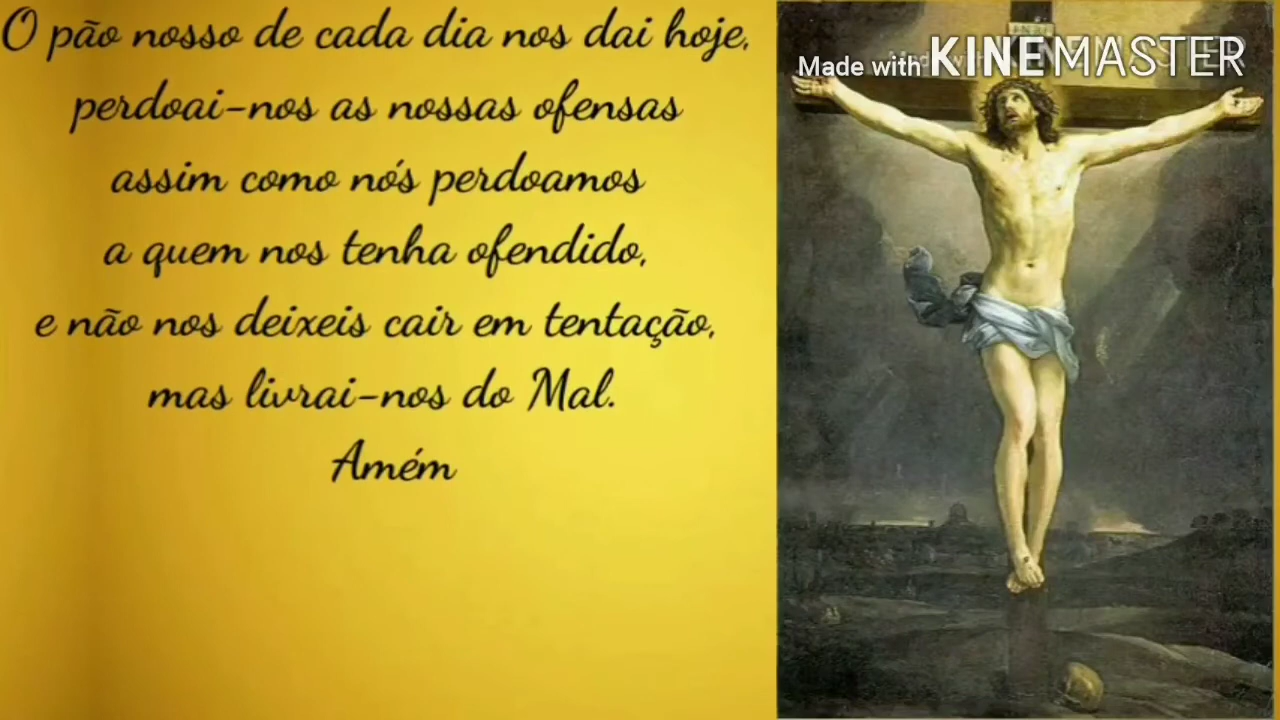 O pão nosso de cada dia nos dai hoje,
perdoai-nos as nossas ofensas
assim como nós perdoamos
a quem nos tenha ofendido,
e não nos deixeis cair em tentação,
mas livrai-nos do Mal.
Amém
Made with KINEMASTER